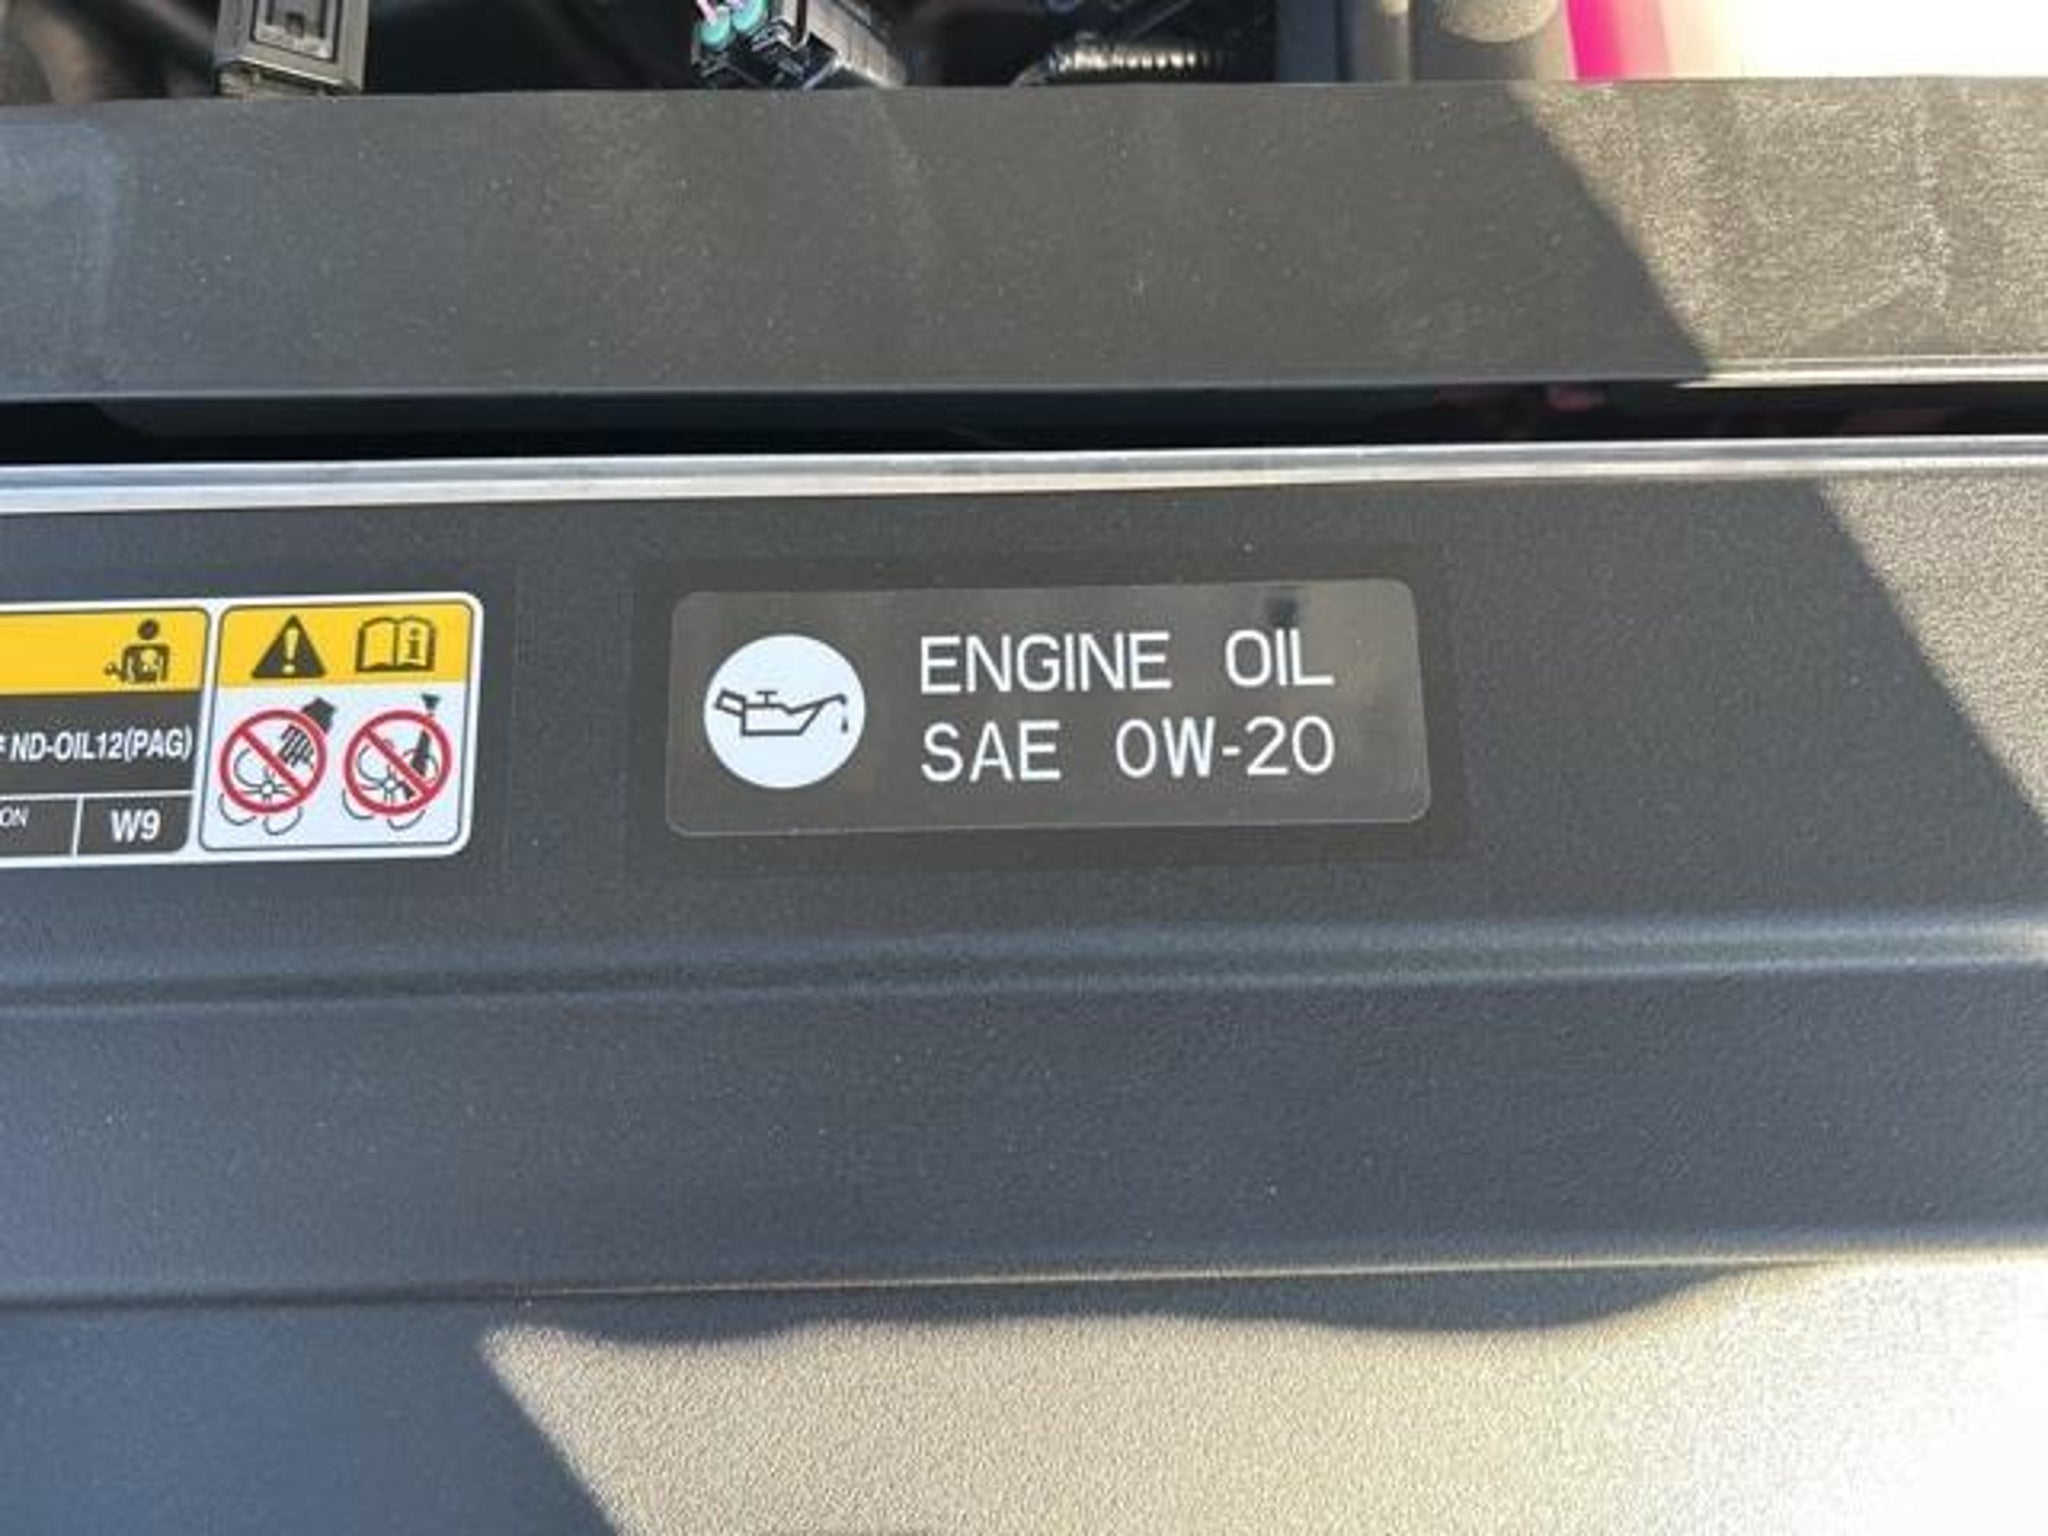 ND-OIL12(PAG)
W9
ENGINE OIL
SAE 0W-20